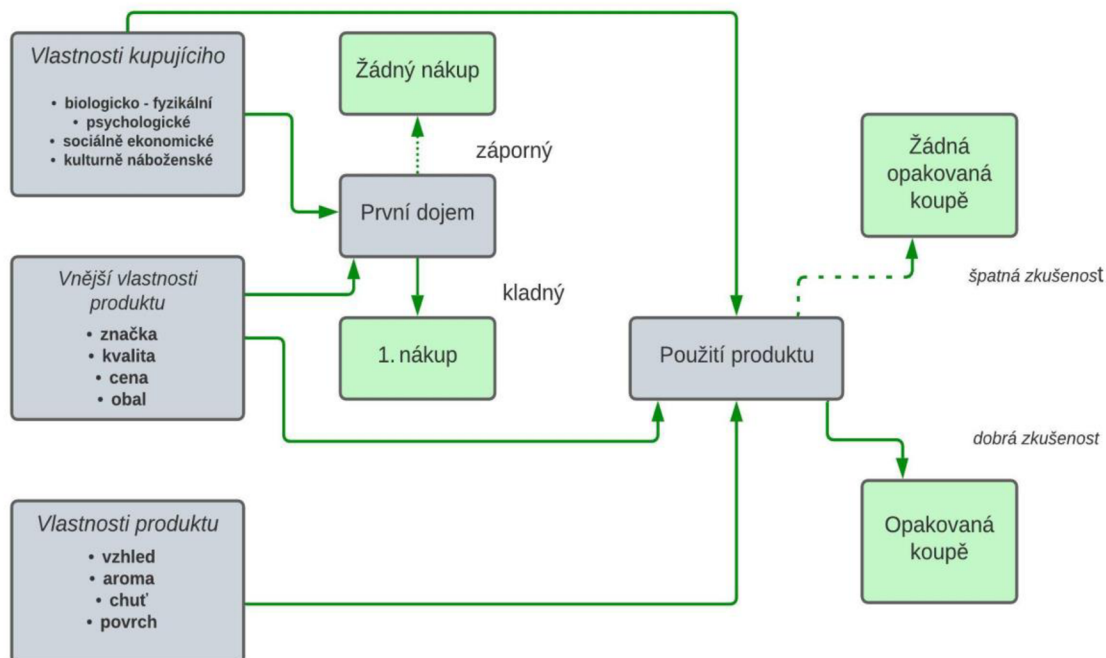 Vlastnosti kupujícího
• biologicko - fyzikální
• psychologické
• sociálně ekonomické
• kulturně náboženské
Žádný nákup
záporný
První dojem
kladný
1. nákup
Vnější vlastnosti
produktu
• značka
• kvalita
• cena
• obal
Vlastnosti produktu
• vzhled
• aroma
• chuť
• povrch
Použití produktu
Žádná
opakovaná
koupě
špatná zkušenost
dobrá zkušenost
Opakovaná
koupě